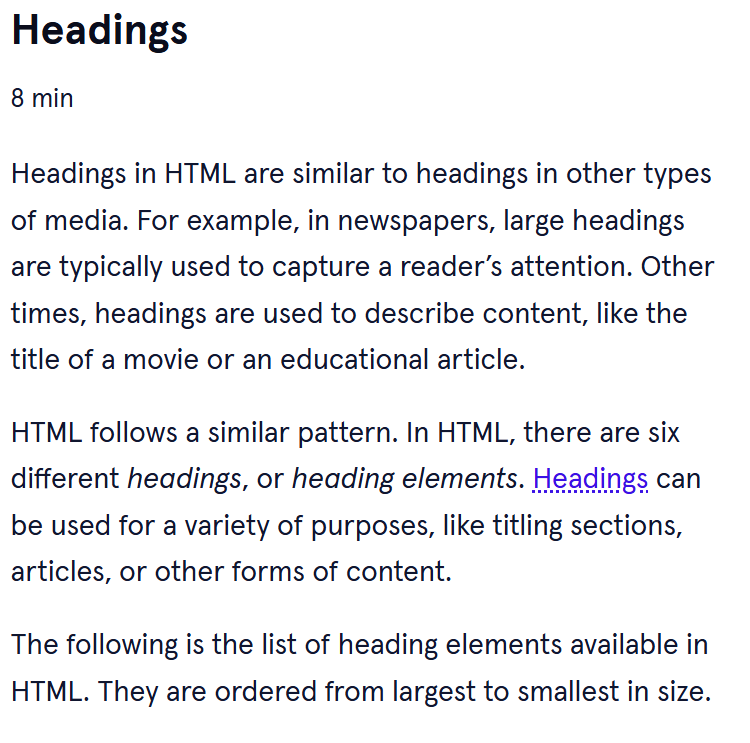 Headings
8 min
Headings in HTML are similar to headings in other types
of media. For example, in newspapers, large headings
are typically used to capture a reader’s attention. Other
times, headings are used to describe content, like the
title of a movie or an educational article.
HTML follows a similar pattern. In HTML, there are six
different headings, or heading elements. Headings can
be used for a variety of purposes, like titling sections,
articles, or other forms of content.
The following is the list of heading elements available in
HTML. They are ordered from largest to smallest in size.